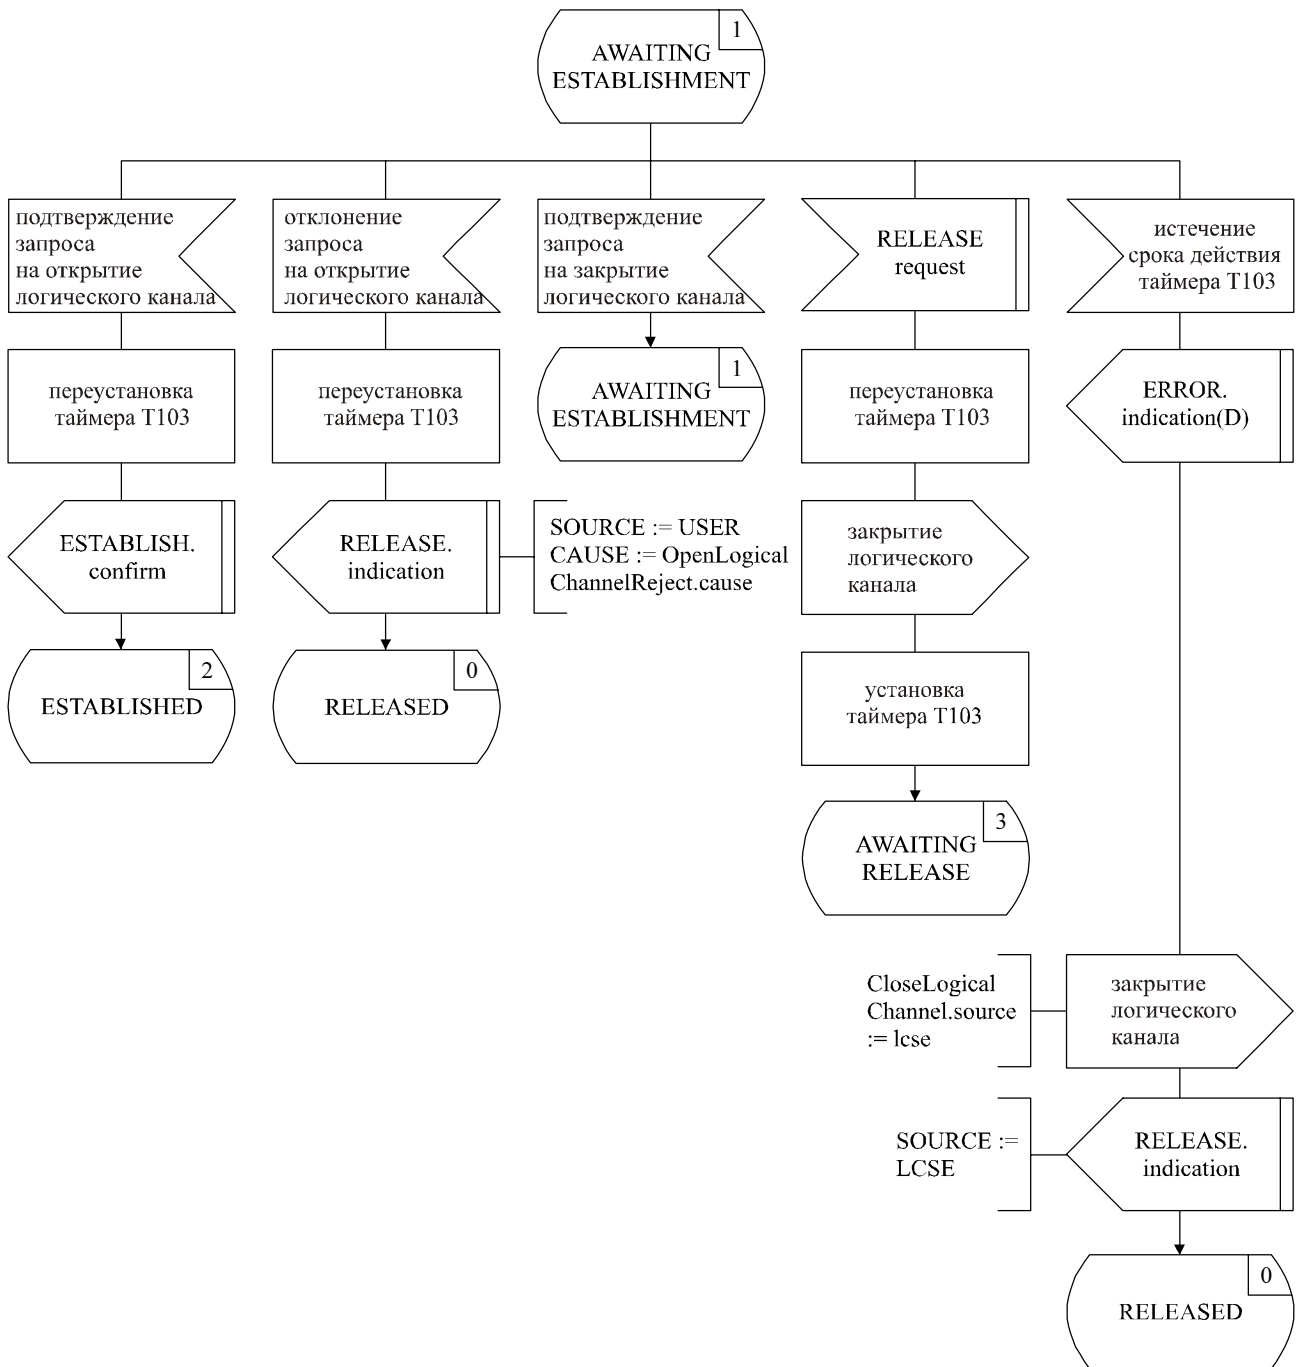 1
AWAITING
ESTABLISHMENT
подтверждение
запроса
на открытие
логического канала
отклонение
запроса
на открытие
логического канала
подтверждение
запроса
на закрытие
логического канала
RELEASE
request
истечение
срока действия
таймера T103
переустановка
таймера T103
переустановка
таймера T103
1
AWAITING
ESTABLISHMENT
переустановка
таймера T103
ERROR.
indication(D)
ESTABLISH.
confirm
RELEASE.
indication
SOURCE := USER
CAUSE := OpenLogical
ChannelReject.cause
закрытие
логического
канала
2
ESTABLISHED
0
RELEASED
установка
таймера T103
3
AWAITING
RELEASE
CloseLogical
Channel.source
:= lcse
закрытие
логического
канала
SOURCE :=
LCSE
RELEASE.
indication
0
RELEASED